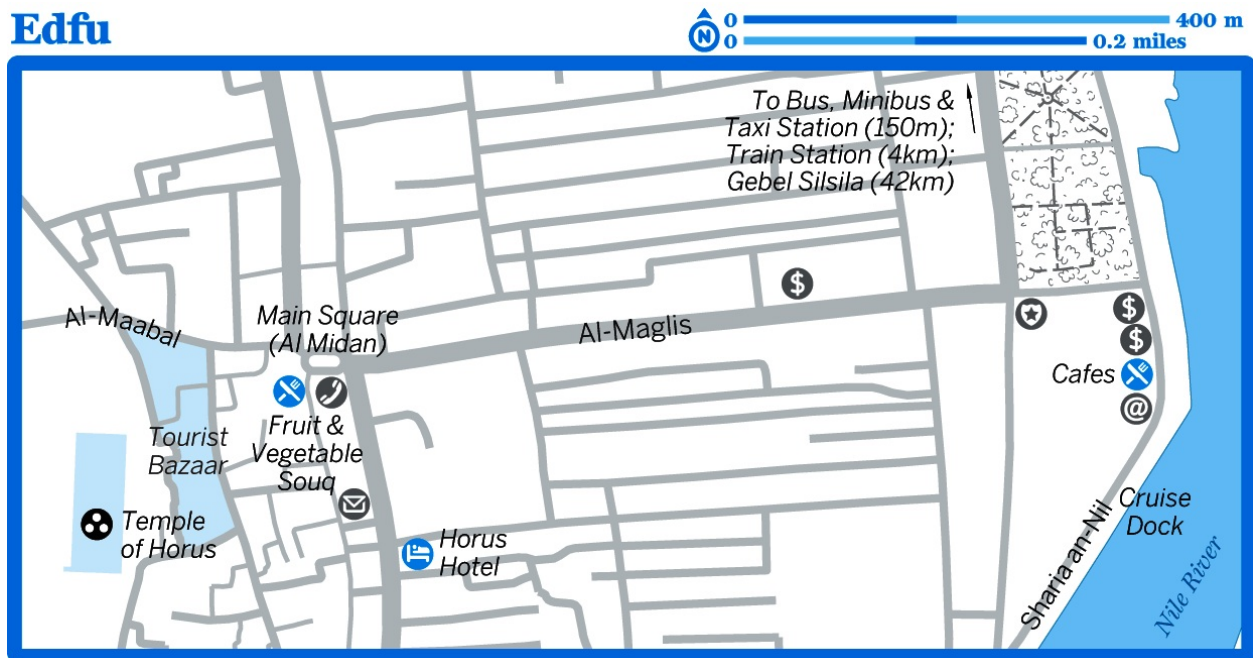 Edfu
N
0
400 m
0
0.2 miles
To Bus, Minibus &
Taxi Station (150m);
Train Station (4km);
Gebel Silsila (42km)
Al-Maabal
Main Square
(Al Midan)
Al-Maglis
$
$
$
Cafes
@
Fruit &
Vegetable
Souq
Tourist
Bazaar
Temple
of Horus
Horus
Hotel
Cruise
Dock
Sharia an-Nil
Nile River